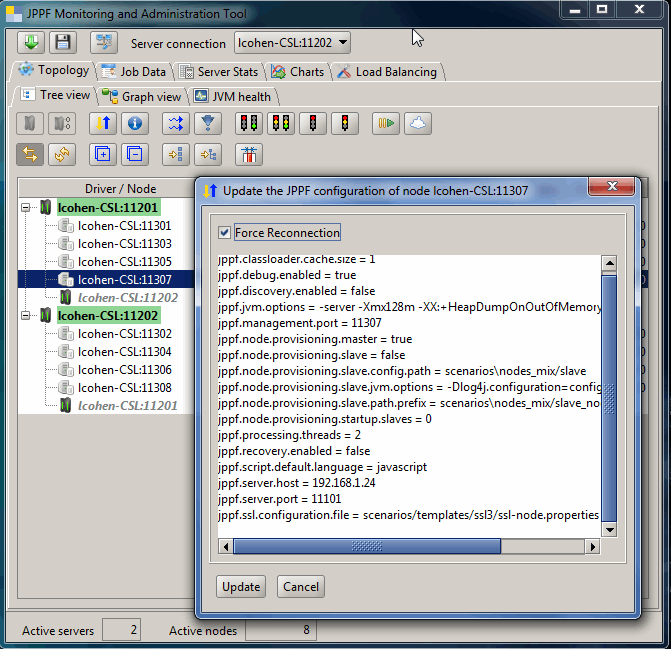 JPPF Monitoring and Administration Tool
Server connection lcohen-CSL:11202
Topology Job Data Server Stats Charts Load Balancing
Tree view Graph view JVM health
Driver / Node
lcohen-CSL:11201
lcohen-CSL:11301
lcohen-CSL:11303
lcohen-CSL:11305
lcohen-CSL:11307
lcohen-CSL:11202
lcohen-CSL:11202
lcohen-CSL:11302
lcohen-CSL:11304
lcohen-CSL:11306
lcohen-CSL:11308
lcohen-CSL:11201
Update the JPPF configuration of node lcohen-CSL:11307
Force Reconnection
jppf.classloader.cache.size = 1
jppf.debug.enabled = true
jppf.discovery.enabled = false
jppf.jvm.options = -server -Xmx128m -XX:+HeapDumpOnOutOfMemory
jppf.management.port = 11307
jppf.node.provisioning.master = true
jppf.node.provisioning.slave = false
jppf.node.provisioning.slave.config.path = scenarios\nodes_mix/slave
jppf.node.provisioning.slave.jvm.options = -Dlog4j.configuration=config
jppf.node.provisioning.slave.path.prefix = scenarios\nodes_mix/slave_no
jppf.node.provisioning.startup.slaves = 0
jppf.processing.threads = 2
jppf.recovery.enabled = false
jppf.script.default.language = javascript
jppf.server.host = 192.168.1.24
jppf.server.port = 11101
jppf.ssl.configuration.file = scenarios/templates/ssl3/ssl-node.properties
Update Cancel
Active servers 2 Active nodes 8